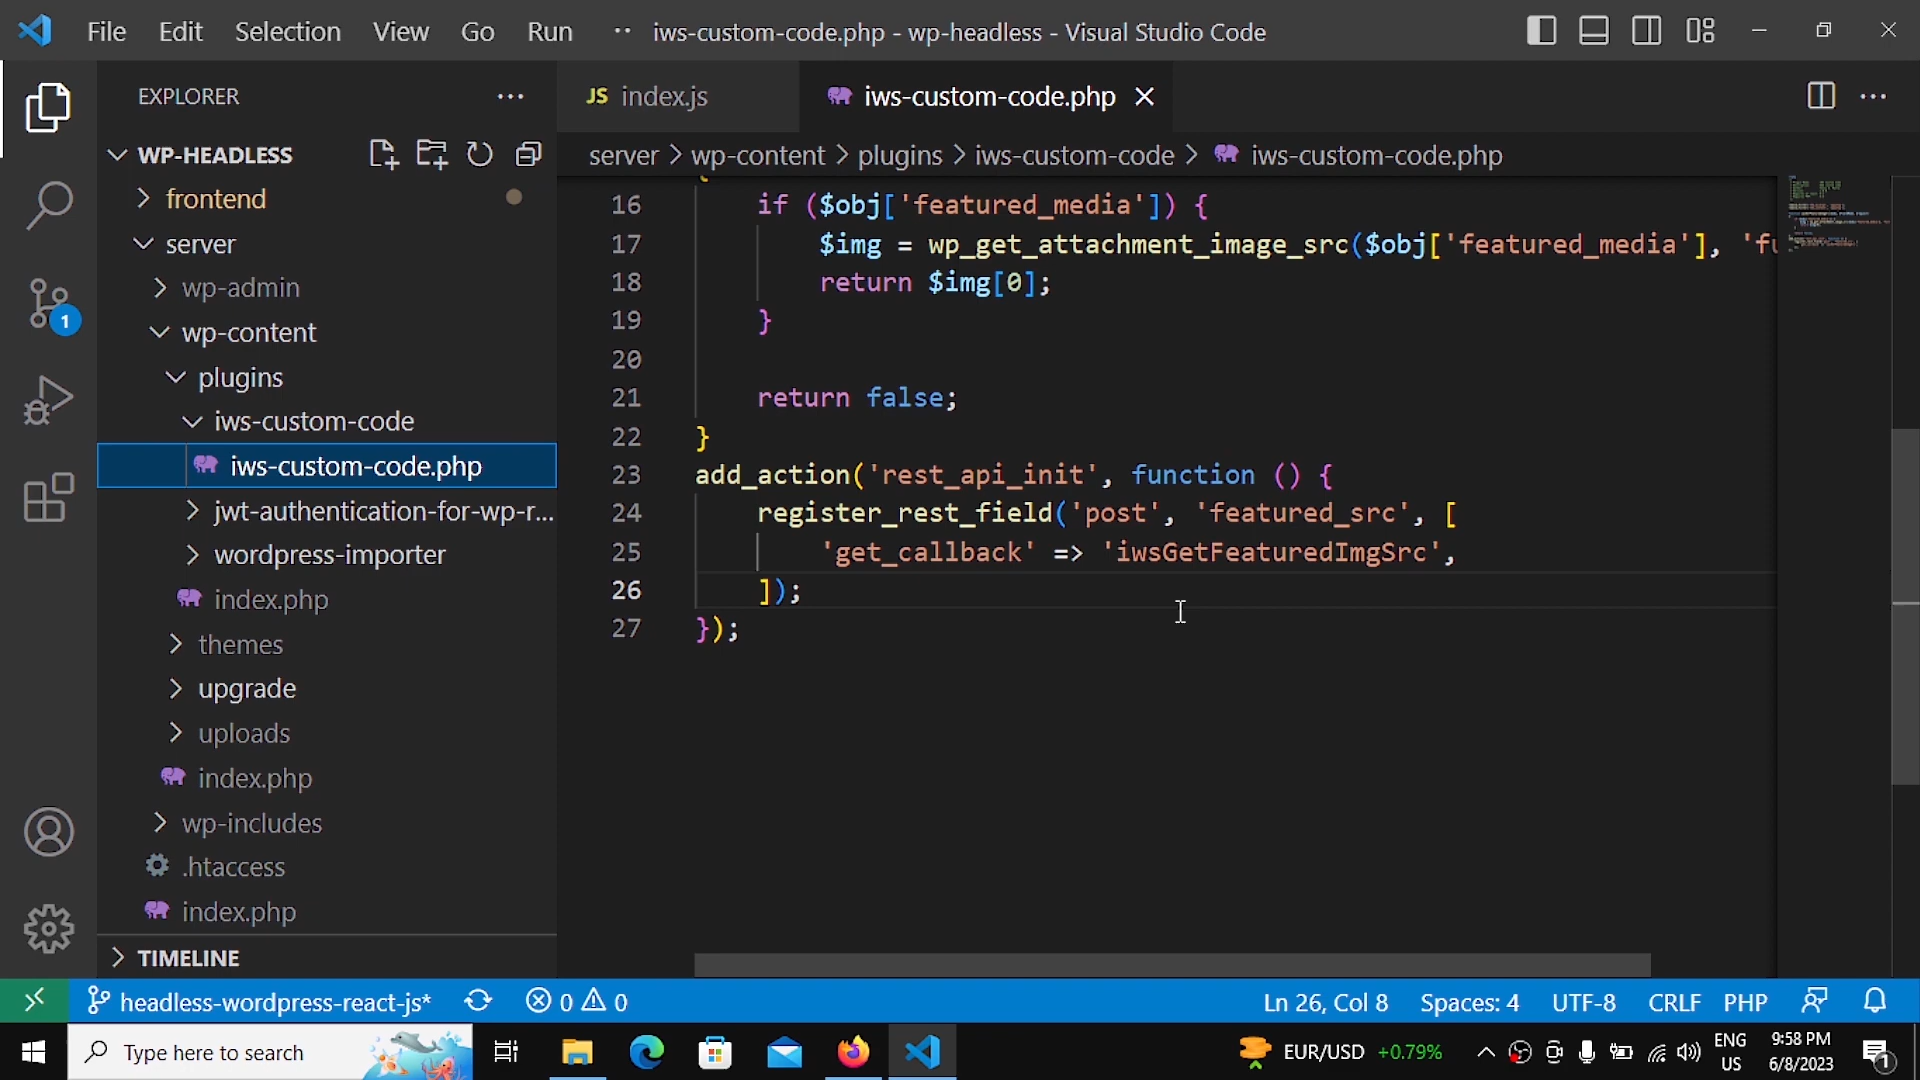 File Edit Selection View Go Run ··· iws-custom-code.php - wp-headless - Visual Studio Code
EXPLORER
JS index.js iws-custom-code.php
WP-HEADLESS
server > wp-content > plugins > iws-custom-code > iws-custom-code.php
frontend
server
wp-admin
wp-content
plugins
iws-custom-code
iws-custom-code.php
jwt-authentication-for-wp-r...
wordpress-importer
index.php
themes
upgrade
uploads
index.php
wp-includes
.htaccess
index.php
TIMELINE
{
16 if ($obj['featured_media']) {
17 $img = wp_get_attachment_image_src($obj['featured_media'], 'fu
18 return $img[0];
19 }
20
21 return false;
22 }
23 add_action('rest_api_init', function () {
24 register_rest_field('post', 'featured_src', [
25 'get_callback' => 'iwsGetFeaturedImgSrc',
26 ]);
27 });
1
headless-wordpress-react-js* 0 0 Ln 26, Col 8 Spaces: 4 UTF-8 CRLF PHP
Type here to search EUR/USD +0.79% ENG US 9:58 PM 6/8/2023 1